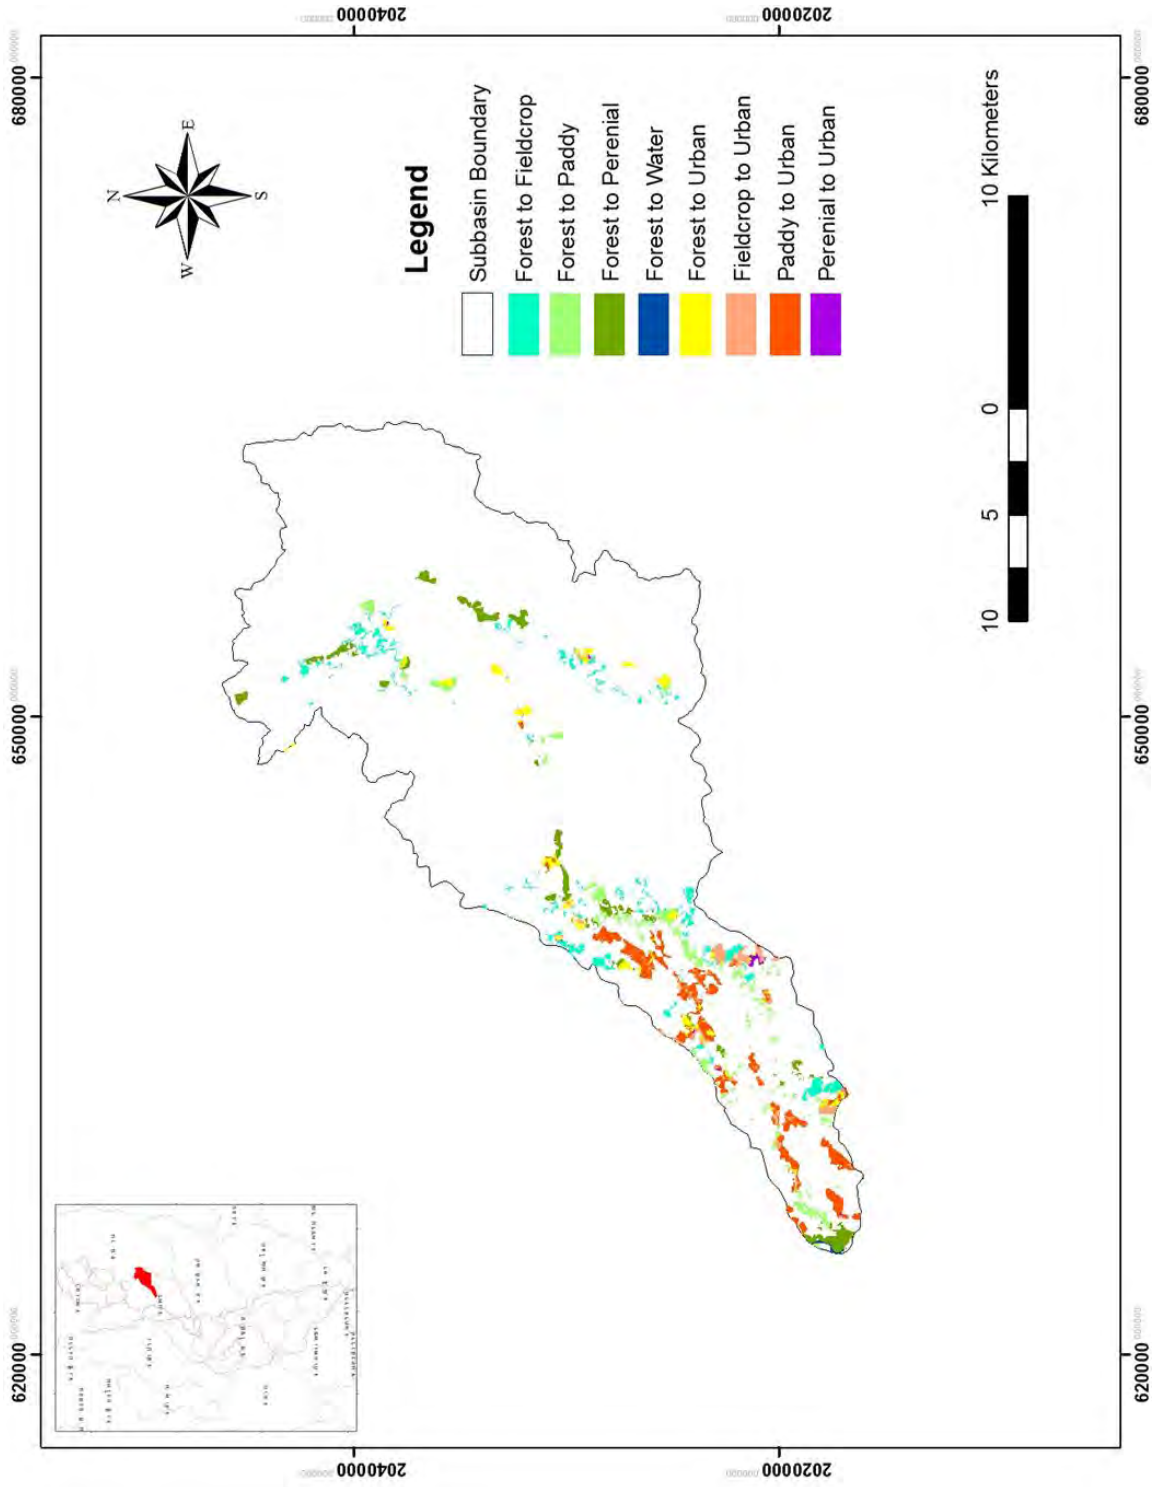 2040000
2020000
680000
680000
N
E
W
S
Legend
Subbasin Boundary
Forest to Fieldcrop
Forest to Paddy
Forest to Perenial
Forest to Water
Forest to Urban
Fieldcrop to Urban
Paddy to Urban
Perenial to Urban
10
5
0
10 Kilometers
650000
650000
620000
620000
2040000
2020000